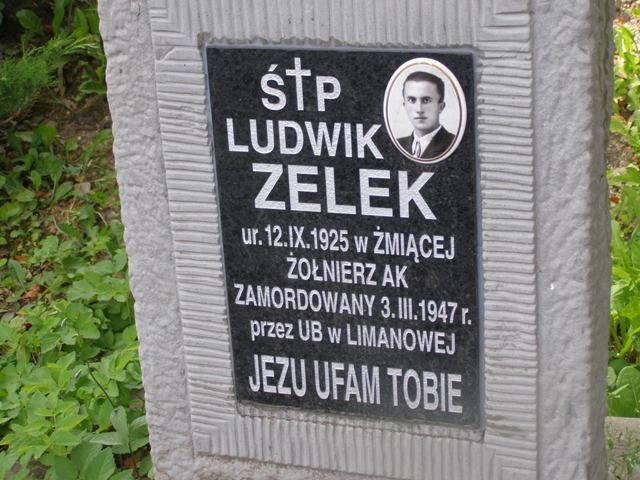 Ś†P
LUDWIK
ZELEK
ur. 12.IX.1925 w ŻMIĄCEJ
ŻOŁNIERZ AK
ZAMORDOWANY 3.III.1947 r.
przez UB w LIMANOWEJ
JEZU UFAM TOBIE